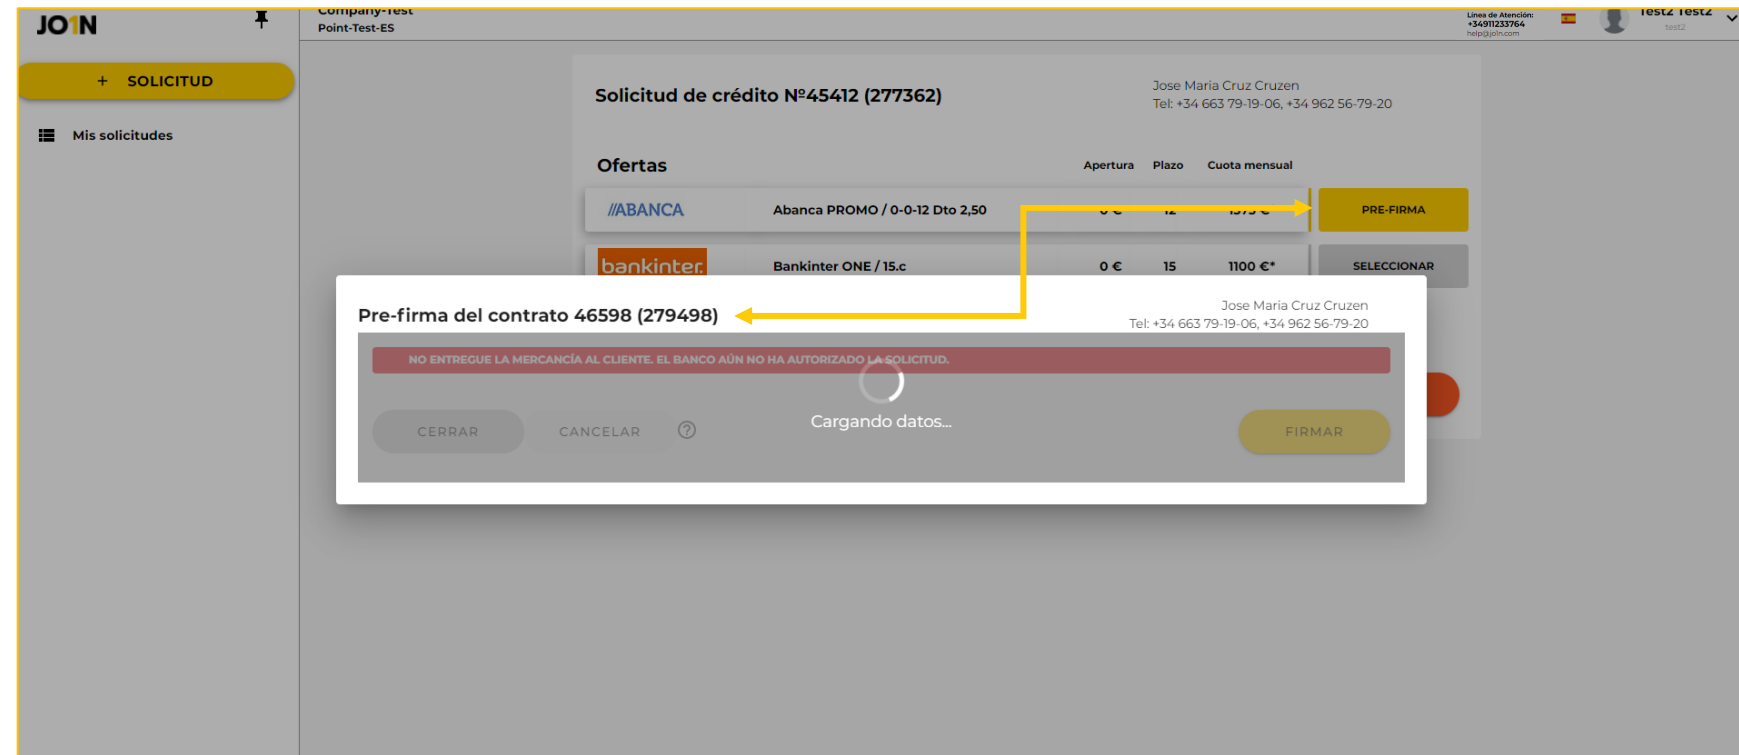 JO1N
Company-Test
Point-Test-ES
Línea de Atención:
+34911233764
help@join.com
Test2 Test2
test2
+ SOLICITUD
Mis solicitudes
Solicitud de crédito Nº45412 (277362)
Jose Maria Cruz Cruzen
Tel: +34 663 79-19-06, +34 962 56-79-20
Ofertas Apertura Plazo Cuota mensual
//ABANCA Abanca PROMO / 0-0-12 Dto 2,50 0 € 12 1375 €* PRE-FIRMA
bankinter. Bankinter ONE / 15.c 0 € 15 1100 €* SELECCIONAR
Pre-firma del contrato 46598 (279498)
Jose Maria Cruz Cruzen
Tel: +34 663 79-19-06, +34 962 56-79-20
NO ENTREGUE LA MERCANCÍA AL CLIENTE. EL BANCO AÚN NO HA AUTORIZADO LA SOLICITUD.
Cargando datos...
CERRAR CANCELAR ? FIRMAR